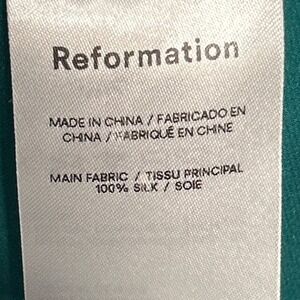 Reformation
MADE IN CHINA / FABRICADO EN
CHINA / FABRIQUÉ EN CHINE
MAIN FABRIC / TISSU PRINCIPAL
100% SILK / SOIE